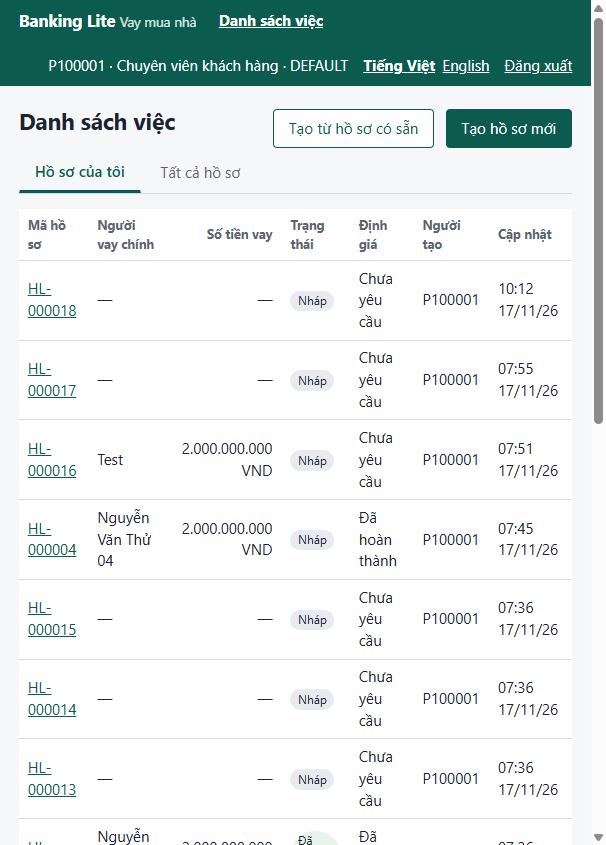 Banking Lite Vay mua nhà Danh sách việc
P100001 · Chuyên viên khách hàng · DEFAULT Tiếng Việt English Đăng xuất
Danh sách việc
Tạo từ hồ sơ có sẵn
Tạo hồ sơ mới
Hồ sơ của tôi
Tất cả hồ sơ
Mã hồ sơ
Người vay chính
Số tiền vay
Trạng thái
Định giá
Người tạo
Cập nhật
HL-000018 — — Nháp Chưa yêu cầu P100001 10:12 17/11/26
HL-000017 — — Nháp Chưa yêu cầu P100001 07:55 17/11/26
HL-000016 Test 2.000.000.000 VND Nháp Chưa yêu cầu P100001 07:51 17/11/26
HL-000004 Nguyễn Văn Thử 04 2.000.000.000 VND Nháp Đã hoàn thành P100001 07:45 17/11/26
HL-000015 — — Nháp Chưa yêu cầu P100001 07:36 17/11/26
HL-000014 — — Nháp Chưa yêu cầu P100001 07:36 17/11/26
HL-000013 — — Nháp Chưa yêu cầu P100001 07:36 17/11/26
Nguyễn Đã Đã